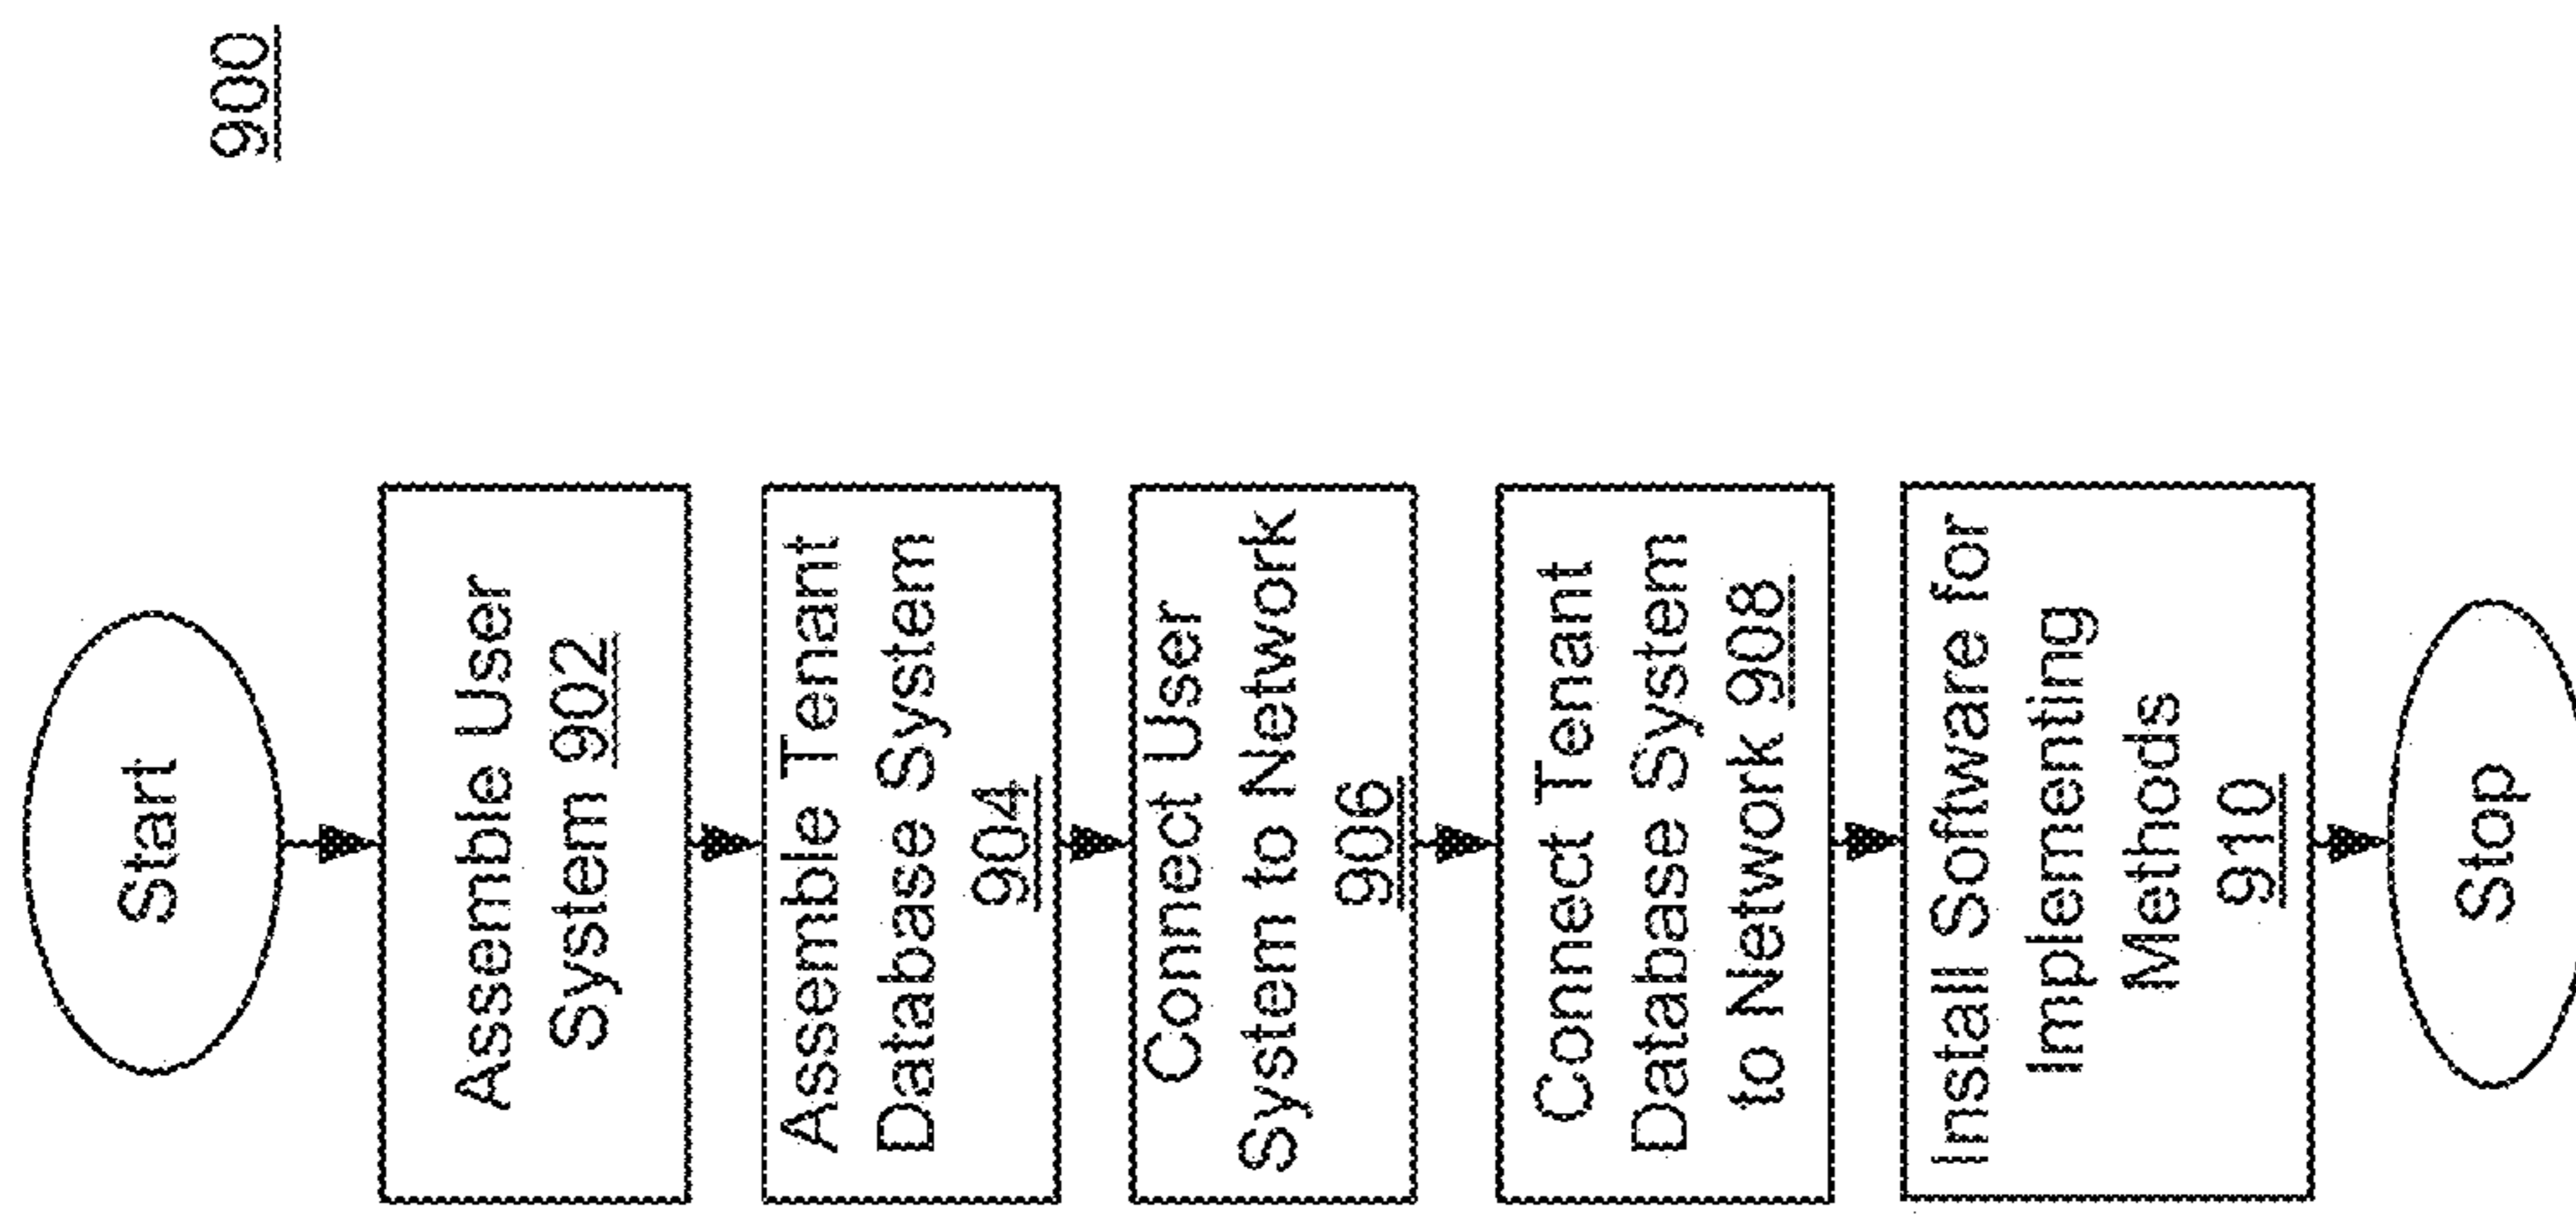 900
Start
Assemble User
System 902
Assemble Tenant
Database System
904
Connect User
System to Network
906
Connect Tenant
Database System
to Network 908
Install Software for
Implementing
Methods
910
Stop